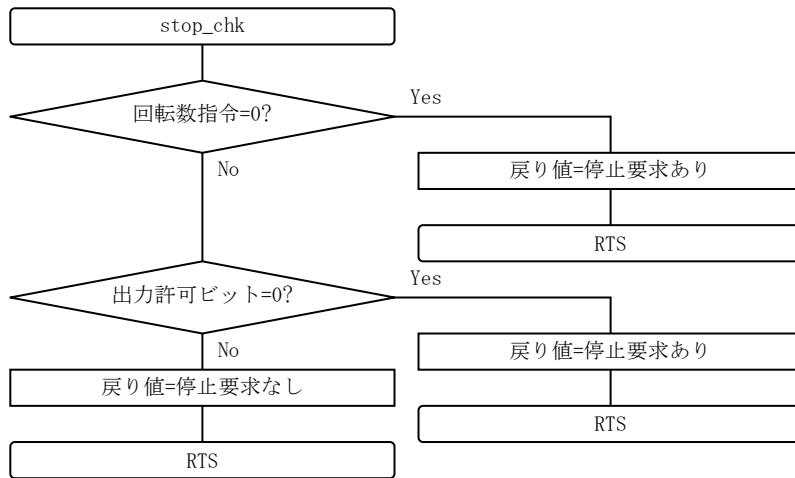 stop_chk
回転数指令=0?
Yes
戻り値=停止要求あり
RTS
No
出力許可ビット=0?
Yes
戻り値=停止要求あり
RTS
No
戻り値=停止要求なし
RTS